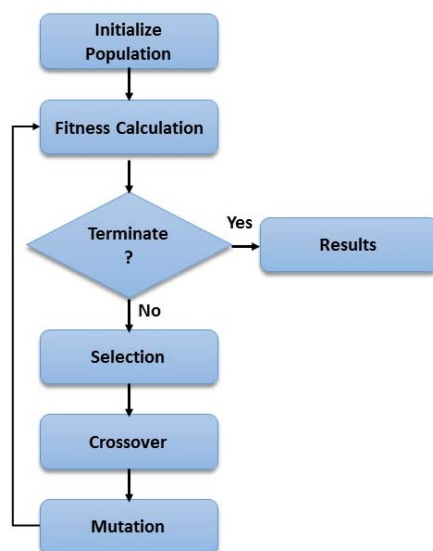 Initialize
Population
Fitness Calculation
Terminate
?
Yes
Results
No
Selection
Crossover
Mutation